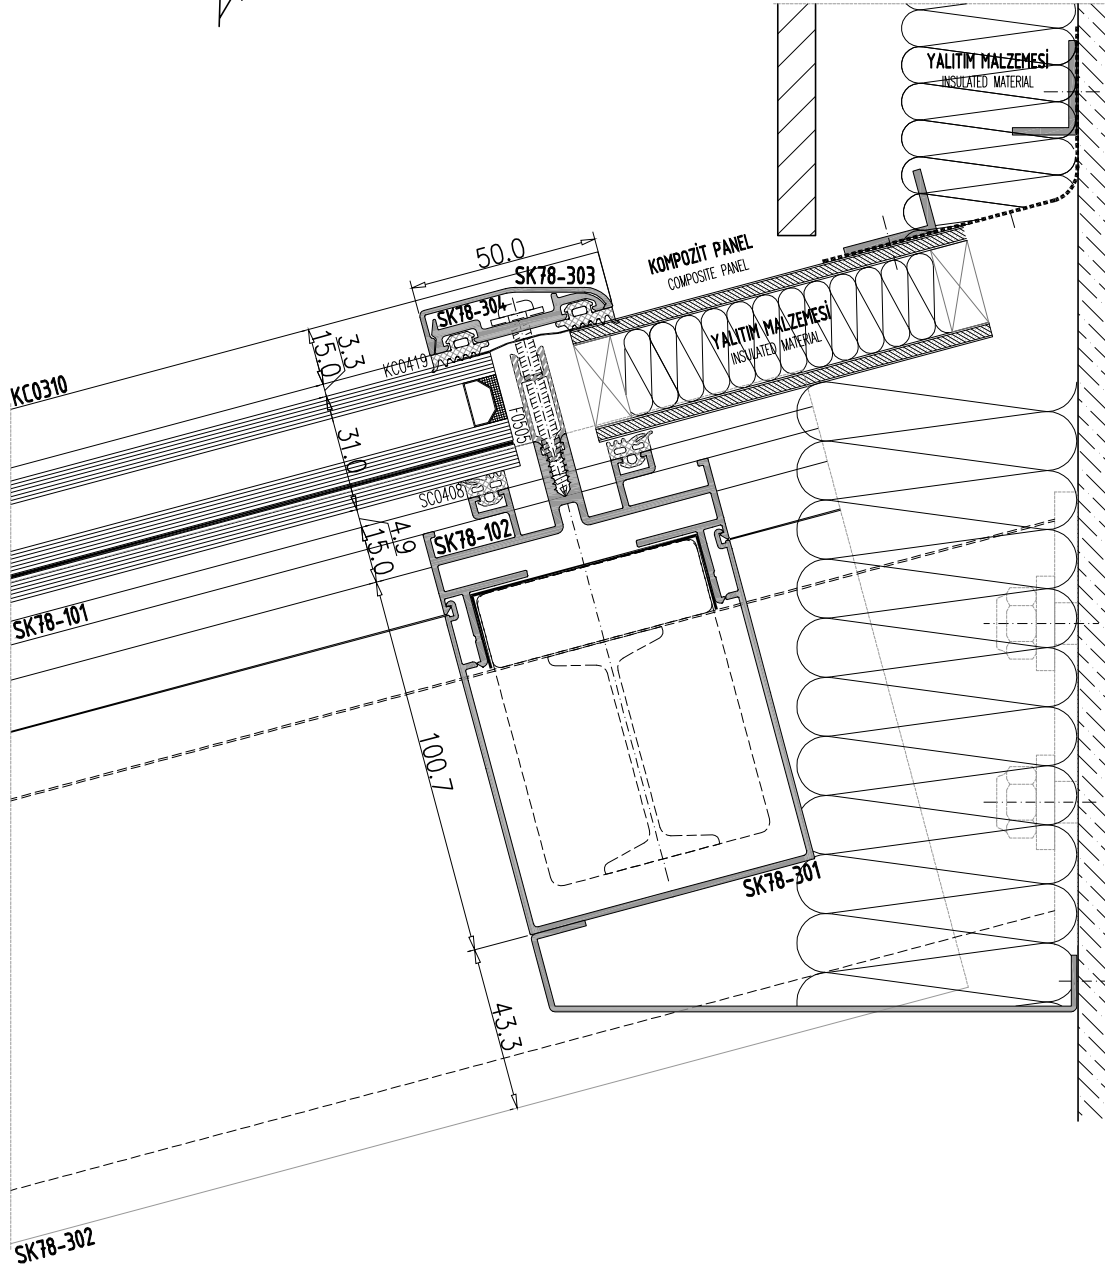 YALITIM MALZEMESİ
INSULATED MATERIAL
50.0
KOMPOZİT PANEL
COMPOSITE PANEL
SK78-303
SK78-304
YALITIM MALZEMESİ
INSULATED MATERIAL
3.3
15.0
KC0419
KC0310
F0505
31.0
SC0408
4.9
15.0
SK78-102
SK78-101
100.7
SK78-301
43.3
SK78-302